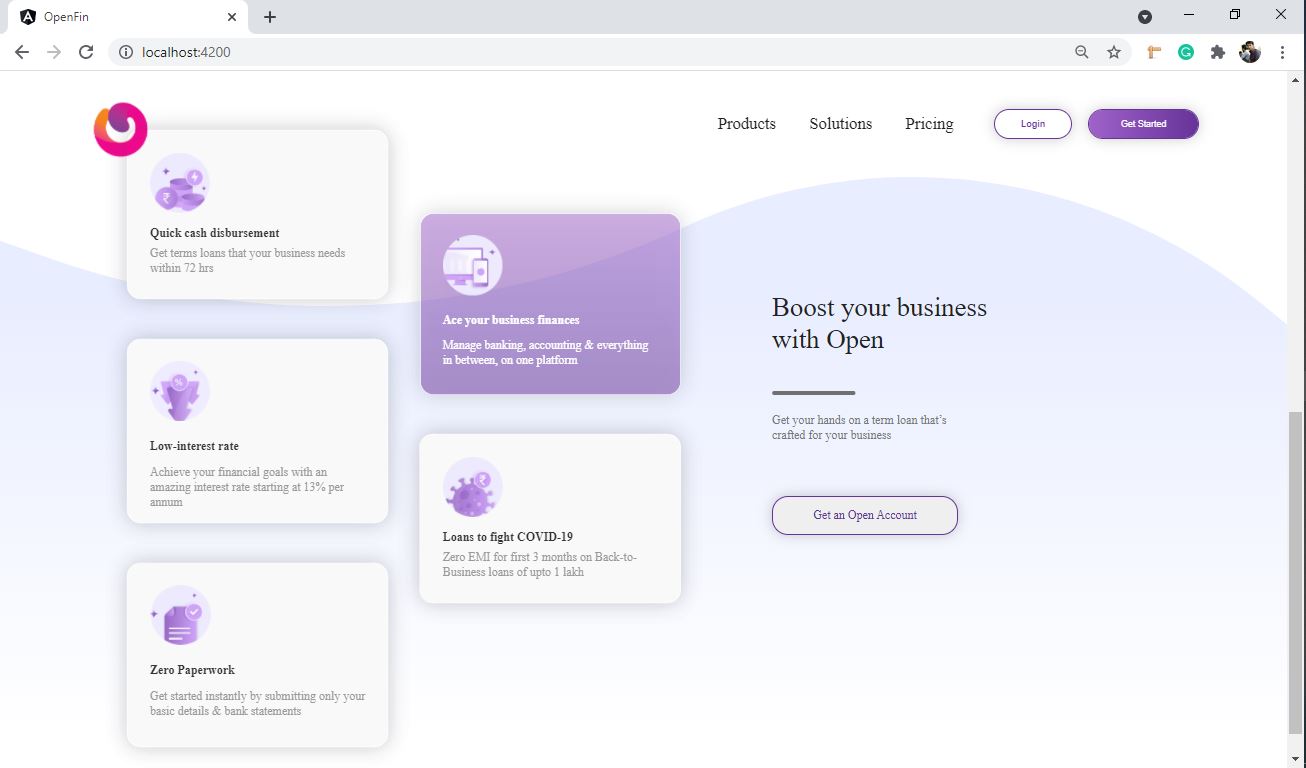 OpenFin
localhost:4200
Products
Solutions
Pricing
Login
Get Started
Quick cash disbursement
Get terms loans that your business needs
within 72 hrs
Low-interest rate
Achieve your financial goals with an
amazing interest rate starting at 13% per
annum
Zero Paperwork
Get started instantly by submitting only your
basic details & bank statements
Ace your business finances
Manage banking, accounting & everything
in between, on one platform
Loans to fight COVID-19
Zero EMI for first 3 months on Back-to-
Business loans of upto 1 lakh
Boost your business
with Open
Get your hands on a term loan that’s
crafted for your business
Get an Open Account